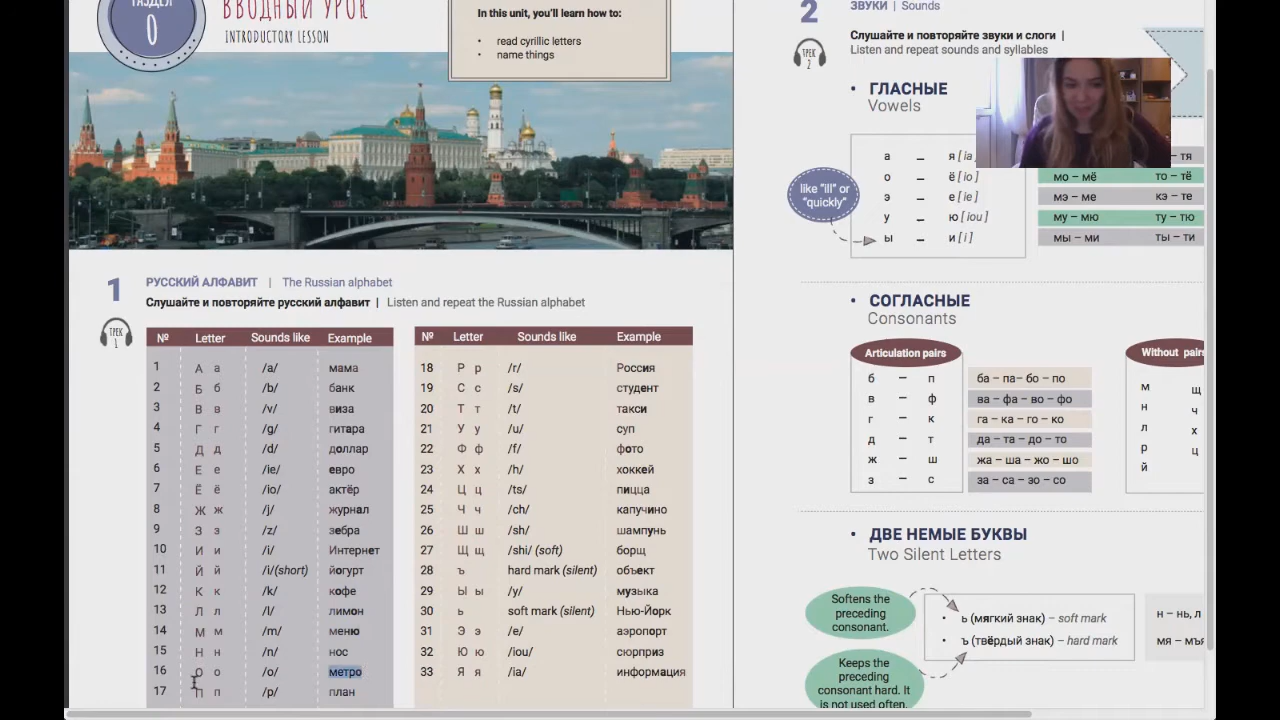 РАЗДЕЛ
0
ВВОДНЫЙ УРОК
INTRODUCTORY LESSON
In this unit, you'll learn how to:
• read cyrillic letters
• name things
1 РУССКИЙ АЛФАВИТ | The Russian alphabet
Слушайте и повторяйте русский алфавит | Listen and repeat the Russian alphabet
ТРЕК
1
№ Letter Sounds like Example
1 А а /a/ мама
2 Б б /b/ банк
3 В в /v/ виза
4 Г г /g/ гитара
5 Д д /d/ доллар
6 Е е /ie/ евро
7 Ё ё /io/ актёр
8 Ж ж /j/ журнал
9 З з /z/ зебра
10 И и /i/ Интернет
11 Й й /i/(short) йогурт
12 К к /k/ кофе
13 Л л /l/ лимон
14 М м /m/ меню
15 Н н /n/ нос
16 О о /o/ метро
17 П п /p/ план
№ Letter Sounds like Example
18 Р р /r/ Россия
19 С с /s/ студент
20 Т т /t/ такси
21 У у /u/ суп
22 Ф ф /f/ фото
23 Х х /h/ хоккей
24 Ц ц /ts/ пицца
25 Ч ч /ch/ капучино
26 Ш ш /sh/ шампунь
27 Щ щ /shi/ (soft) борщ
28 ъ hard mark (silent) объект
29 Ы ы /y/ музыка
30 ь soft mark (silent) Нью-Йорк
31 Э э /e/ аэропорт
32 Ю ю /iou/ сюрприз
33 Я я /ia/ информация
2 ЗВУКИ | Sounds
ТРЕК
2
Слушайте и повторяйте звуки и слоги |
Listen and repeat sounds and syllables
• ГЛАСНЫЕ
Vowels
like "ill" or
"quickly"
а – я [ia
о – ё [io]
э – е [ie]
у – ю [iou]
ы – и [i]
– тя
мо – мё то – тё
мэ – ме кэ – те
му – мю ту – тю
мы – ми ты – ти
• СОГЛАСНЫЕ
Consonants
Articulation pairs
б – п ба – па– бо – по
в – ф ва – фа – во – фо
г – к га – ка – го – ко
д – т да – та – до – то
ж – ш жа – ша – жо – шо
з – с за – са – зо – со
Without pairs
м щ
н ч
л х
р ц
й
• ДВЕ НЕМЫЕ БУКВЫ
Two Silent Letters
Softens the
preceding
consonant.
• ь (мягкий знак) – soft mark
• ъ (твёрдый знак) – hard mark
н – нь, л
мя – мъя
Keeps the
preceding
consonant hard. It
is not used often.